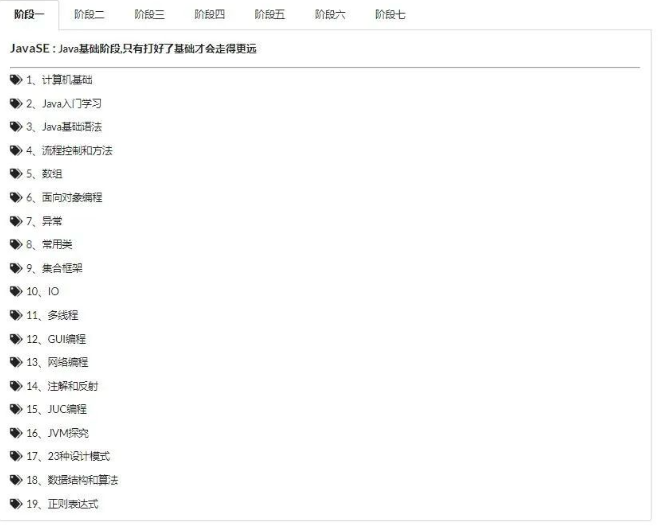 阶段一 阶段二 阶段三 阶段四 阶段五 阶段六 阶段七
JavaSE : Java基础阶段,只有打好了基础才会走得更远
1、计算机基础
2、Java入门学习
3、Java基础语法
4、流程控制和方法
5、数组
6、面向对象编程
7、异常
8、常用类
9、集合框架
10、IO
11、多线程
12、GUI编程
13、网络编程
14、注解和反射
15、JUC编程
16、JVM探究
17、23种设计模式
18、数据结构和算法
19、正则表达式